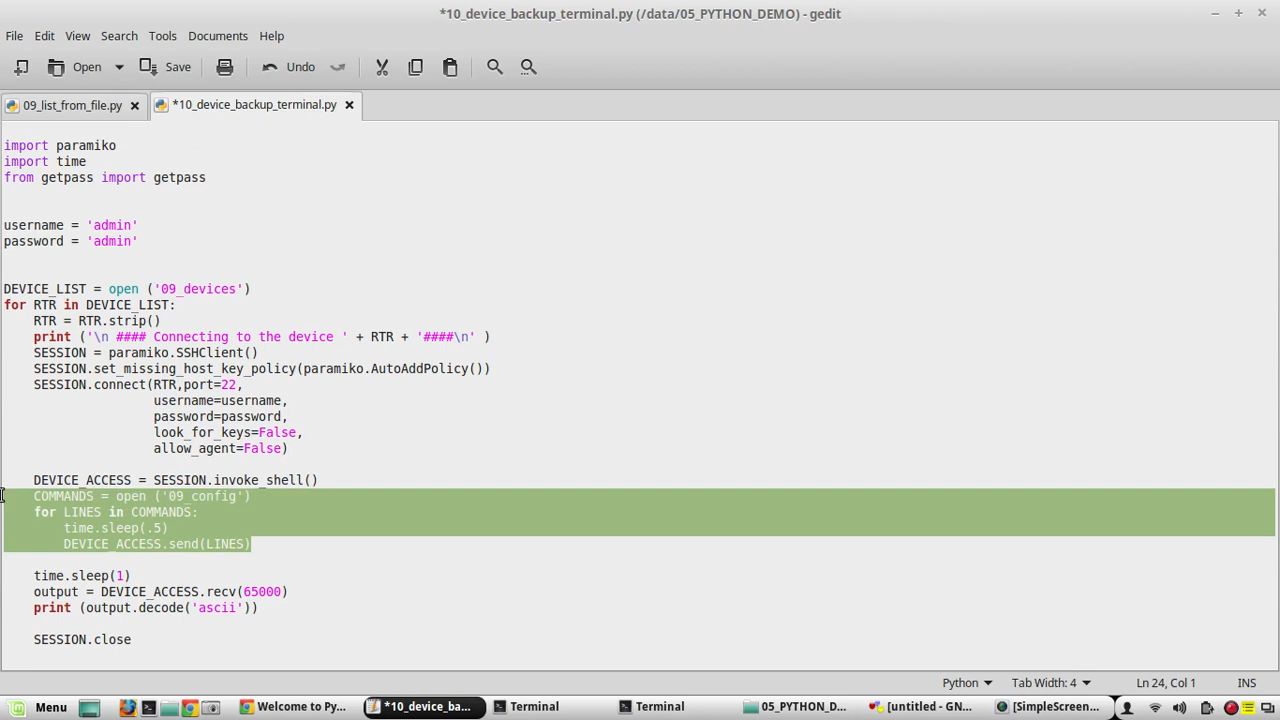 *10_device_backup_terminal.py (/data/05_PYTHON_DEMO) - gedit
File Edit View Search Tools Documents Help
Open Save Undo
09_list_from_file.py *10_device_backup_terminal.py
import paramiko
import time
from getpass import getpass
username = 'admin'
password = 'admin'
DEVICE_LIST = open ('09_devices')
for RTR in DEVICE_LIST:
    RTR = RTR.strip()
    print ('\n #### Connecting to the device ' + RTR + '####\n' )
    SESSION = paramiko.SSHClient()
    SESSION.set_missing_host_key_policy(paramiko.AutoAddPolicy())
    SESSION.connect(RTR,port=22,
                    username=username,
                    password=password,
                    look_for_keys=False,
                    allow_agent=False)
    DEVICE_ACCESS = SESSION.invoke_shell()
    COMMANDS = open ('09_config')
    for LINES in COMMANDS:
        time.sleep(.5)
        DEVICE_ACCESS.send(LINES)
    time.sleep(1)
    output = DEVICE_ACCESS.recv(65000)
    print (output.decode('ascii'))
    SESSION.close
Python Tab Width: 4 Ln 24, Col 1 INS
Menu Welcome to Py... *10_device_ba... Terminal Terminal 05_PYTHON_D... [untitled - GN... [SimpleScreen...